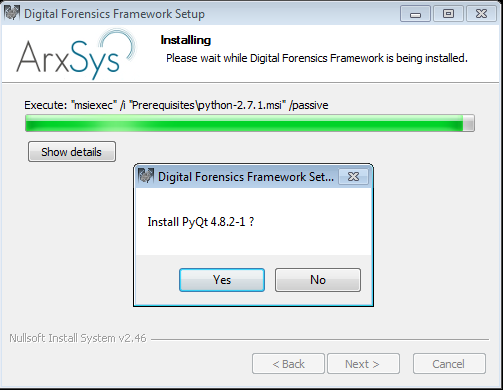 Digital Forensics Framework Setup
ArxSys
Installing
Please wait while Digital Forensics Framework is being installed.
Execute: "msiexec" /i "Prerequisites\python-2.7.1.msi" /passive
Show details
Digital Forensics Framework Set...
Install PyQt 4.8.2-1 ?
Yes No
Nullsoft Install System v2.46
< Back Next > Cancel